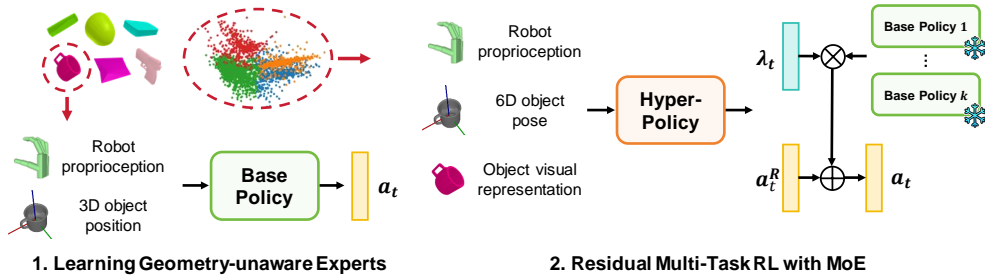 Robot
proprioception
3D object
position
Base
Policy
a_t
1. Learning Geometry-unaware Experts
Robot
proprioception
6D object
pose
Object visual
representation
Hyper-
Policy
λ_t
Base Policy 1
⋮
Base Policy k
a_t^R
a_t
2. Residual Multi-Task RL with MoE